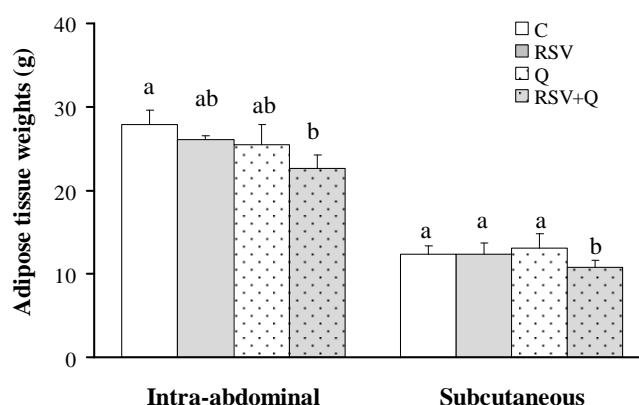 Adipose tissue weights (g)
40
30
20
10
0
C
RSV
Q
RSV+Q
a
ab
ab
b
a
a
a
b
Intra-abdominal
Subcutaneous